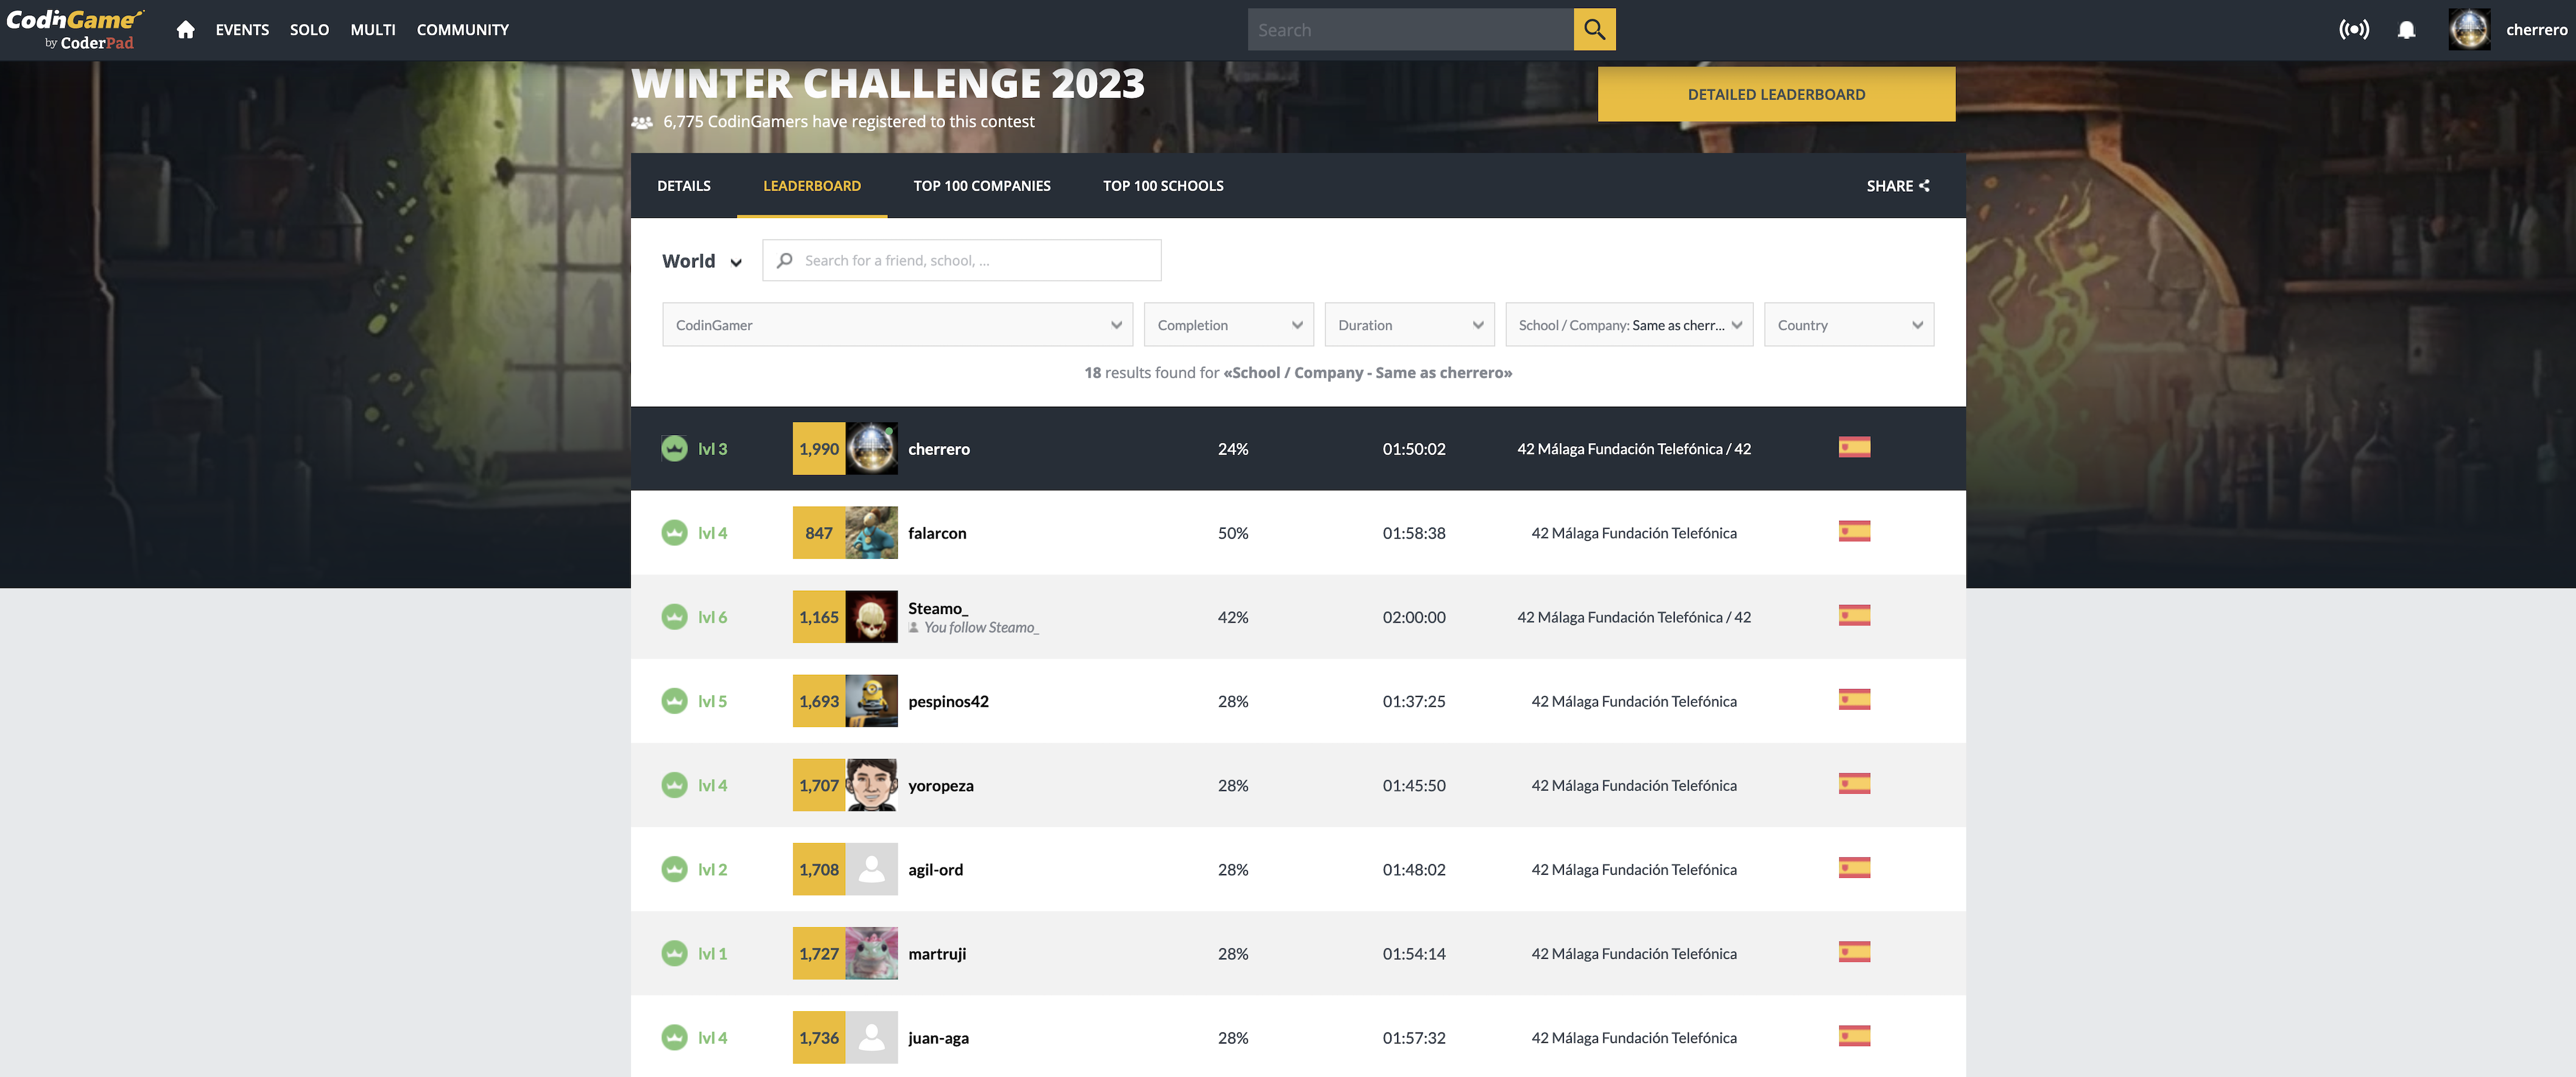 CodinGame
by CoderPad
EVENTS SOLO MULTI COMMUNITY
Search
cherrero
WINTER CHALLENGE 2023
6,775 CodinGamers have registered to this contest
DETAILED LEADERBOARD
DETAILS LEADERBOARD TOP 100 COMPANIES TOP 100 SCHOOLS SHARE
World Search for a friend, school, ...
CodinGamer Completion Duration School / Company: Same as cherr... Country
18 results found for «School / Company - Same as cherrero»
lvl 3 1,990 cherrero 24% 01:50:02 42 Málaga Fundación Telefónica / 42
lvl 4 847 falarcon 50% 01:58:38 42 Málaga Fundación Telefónica
lvl 6 1,165 Steamo_ 42% 02:00:00 42 Málaga Fundación Telefónica / 42
You follow Steamo_
lvl 5 1,693 pespinos42 28% 01:37:25 42 Málaga Fundación Telefónica
lvl 4 1,707 yoropeza 28% 01:45:50 42 Málaga Fundación Telefónica
lvl 2 1,708 agil-ord 28% 01:48:02 42 Málaga Fundación Telefónica
lvl 1 1,727 martruji 28% 01:54:14 42 Málaga Fundación Telefónica
lvl 4 1,736 juan-aga 28% 01:57:32 42 Málaga Fundación Telefónica